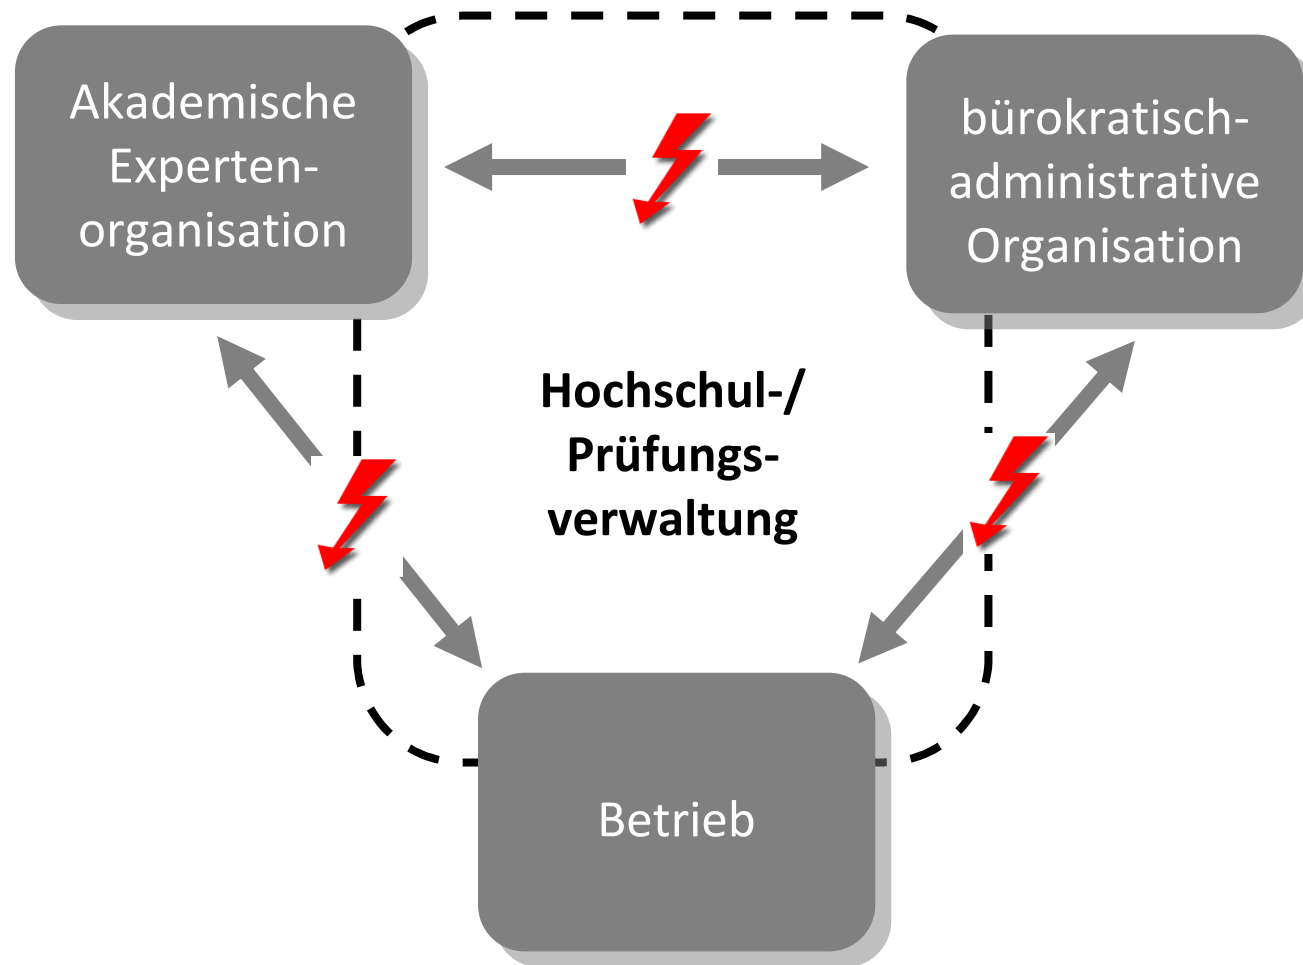 Akademische
Experten-
organisation
bürokratisch-
administrative
Organisation
Hochschul-/
Prüfungs-
verwaltung
Betrieb